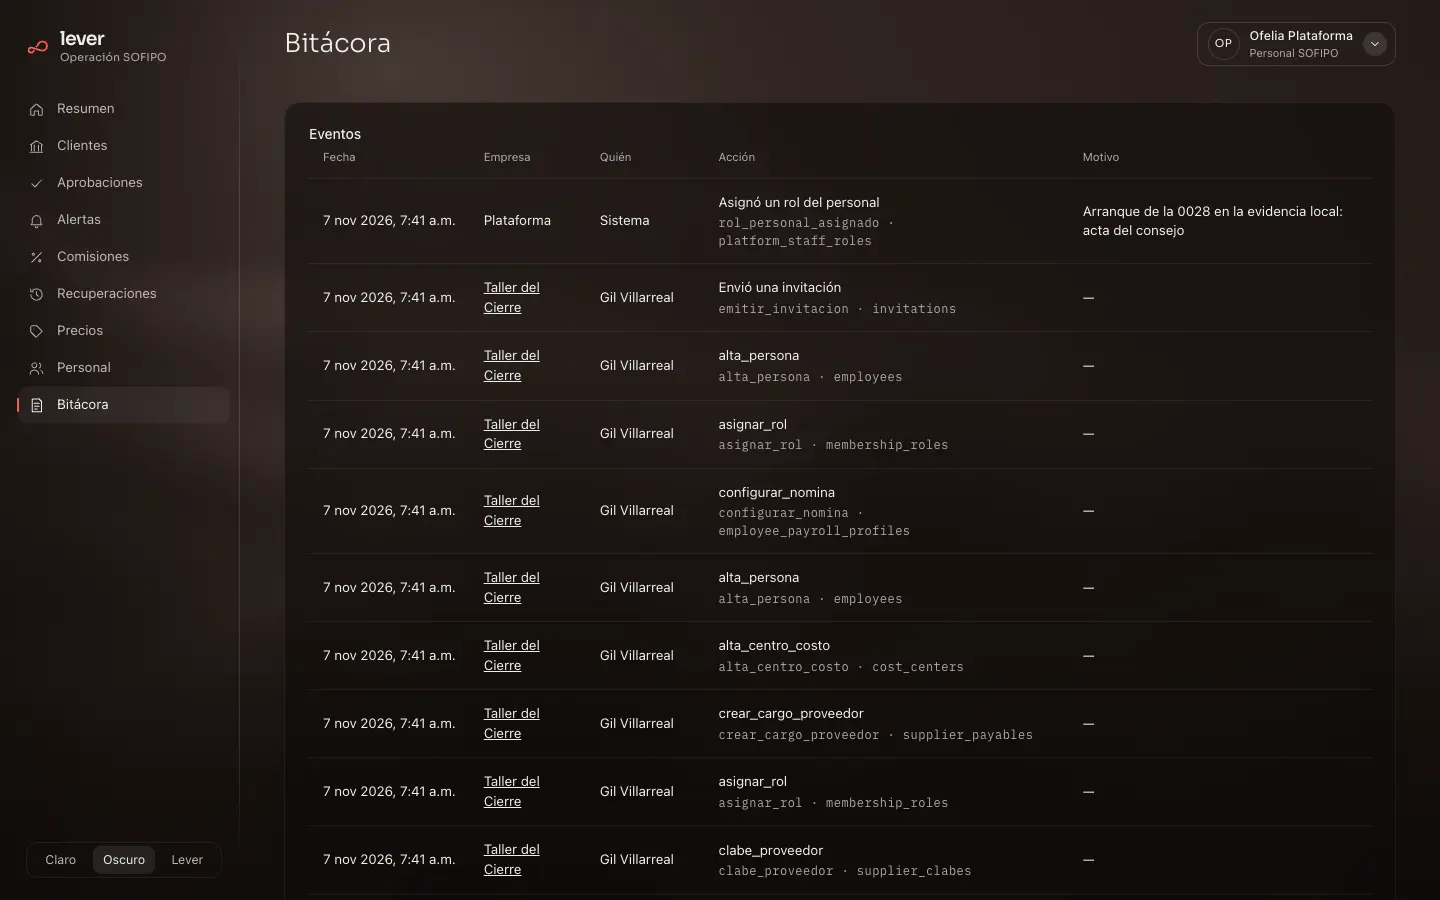 lever
Operación SOFIPO
Resumen
Clientes
Aprobaciones
Alertas
Comisiones
Recuperaciones
Precios
Personal
Bitácora
Claro Oscuro Lever
Bitácora
OP
Ofelia Plataforma
Personal SOFIPO
Eventos
Fecha Empresa Quién Acción Motivo
7 nov 2026, 7:41 a.m. Plataforma Sistema
Asignó un rol del personal
rol_personal_asignado ·
platform_staff_roles
Arranque de la 0028 en la evidencia local:
acta del consejo
7 nov 2026, 7:41 a.m.
Taller del
Cierre
Gil Villarreal
Envió una invitación
emitir_invitacion · invitations
—
7 nov 2026, 7:41 a.m.
Taller del
Cierre
Gil Villarreal
alta_persona
alta_persona · employees
—
7 nov 2026, 7:41 a.m.
Taller del
Cierre
Gil Villarreal
asignar_rol
asignar_rol · membership_roles
—
7 nov 2026, 7:41 a.m.
Taller del
Cierre
Gil Villarreal
configurar_nomina
configurar_nomina ·
employee_payroll_profiles
—
7 nov 2026, 7:41 a.m.
Taller del
Cierre
Gil Villarreal
alta_persona
alta_persona · employees
—
7 nov 2026, 7:41 a.m.
Taller del
Cierre
Gil Villarreal
alta_centro_costo
alta_centro_costo · cost_centers
—
7 nov 2026, 7:41 a.m.
Taller del
Cierre
Gil Villarreal
crear_cargo_proveedor
crear_cargo_proveedor · supplier_payables
—
7 nov 2026, 7:41 a.m.
Taller del
Cierre
Gil Villarreal
asignar_rol
asignar_rol · membership_roles
—
7 nov 2026, 7:41 a.m.
Taller del
Cierre
Gil Villarreal
clabe_proveedor
clabe_proveedor · supplier_clabes
—